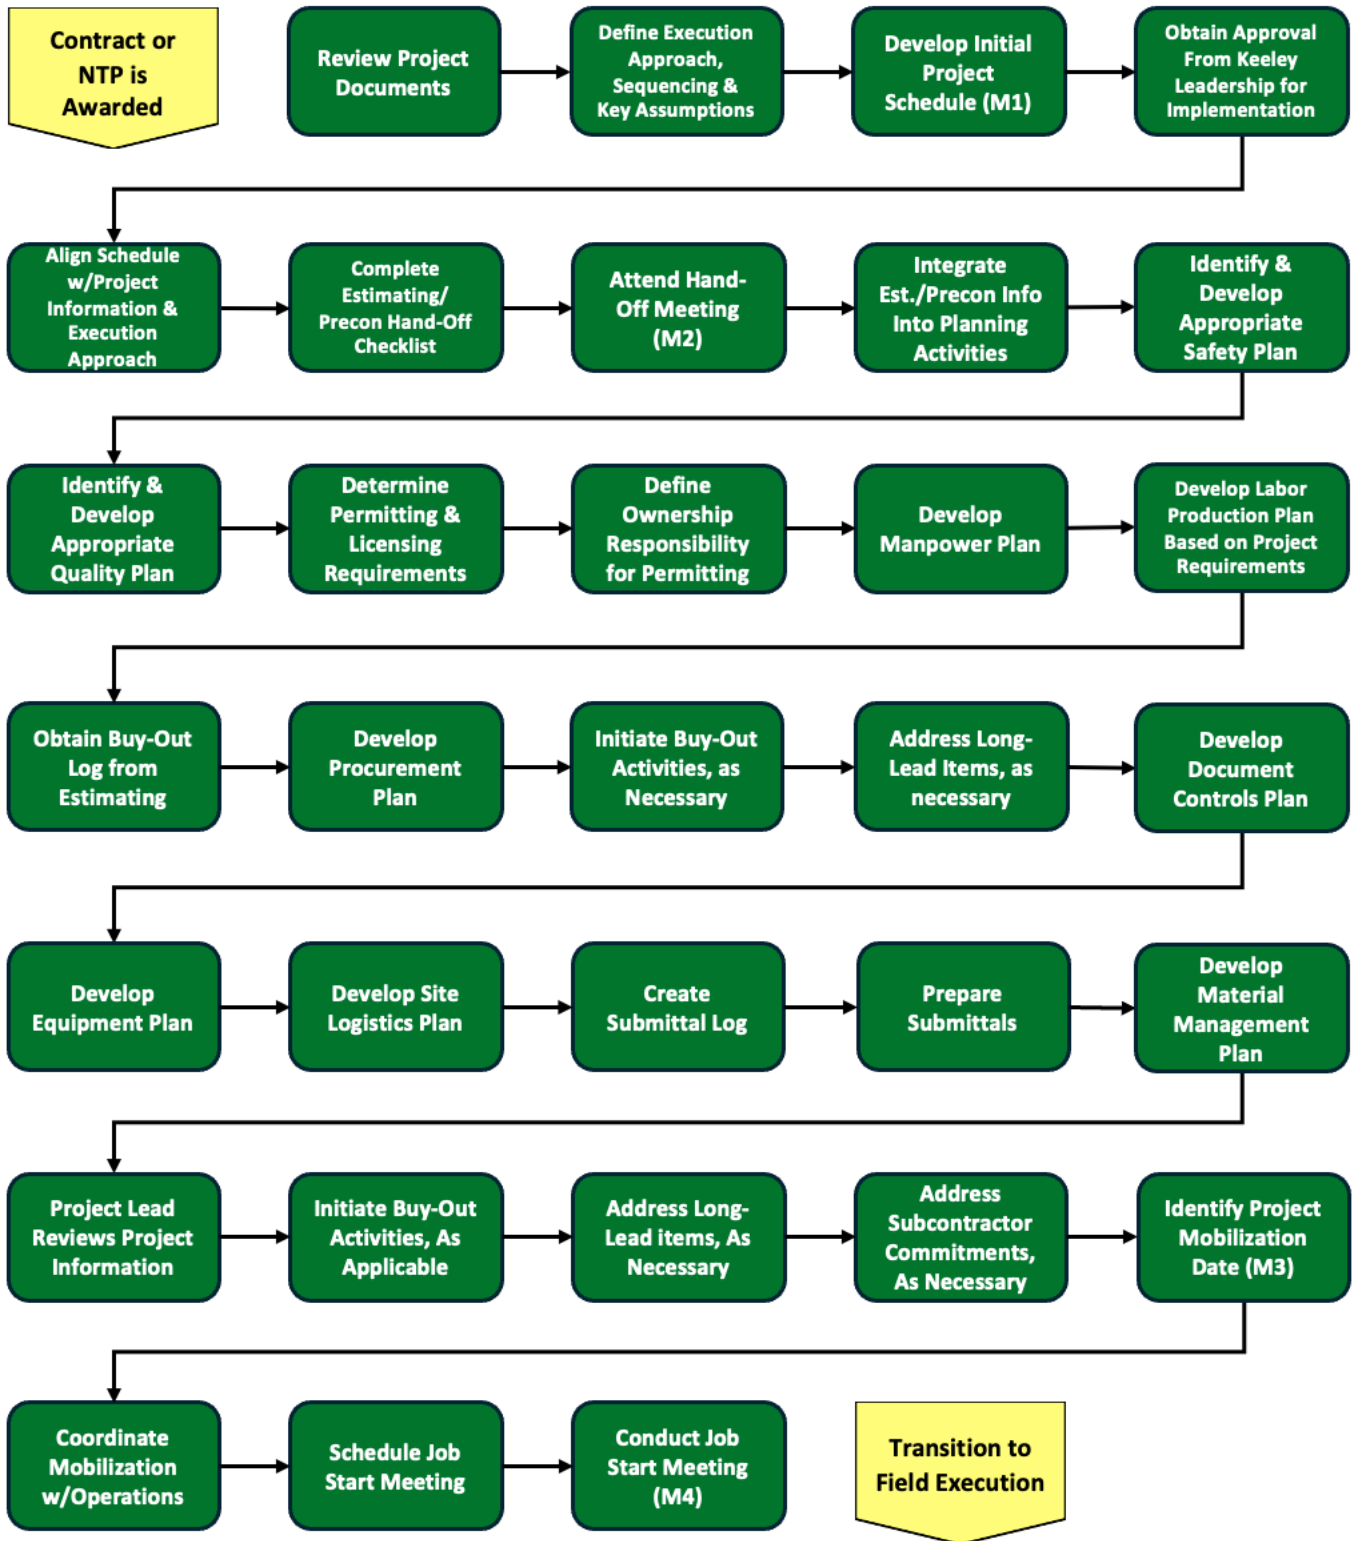 Contract or
NTP is
Awarded
Review Project
Documents
Define Execution
Approach,
Sequencing &
Key Assumptions
Develop Initial
Project
Schedule (M1)
Obtain Approval
From Keeley
Leadership for
Implementation
Align Schedule
w/Project
Information &
Execution
Approach
Complete
Estimating/
Precon Hand-Off
Checklist
Attend Hand-
Off Meeting
(M2)
Integrate
Est./Precon Info
Into Planning
Activities
Identify &
Develop
Appropriate
Safety Plan
Identify &
Develop
Appropriate
Quality Plan
Determine
Permitting &
Licensing
Requirements
Define
Ownership
Responsibility
for Permitting
Develop
Manpower Plan
Develop Labor
Production Plan
Based on Project
Requirements
Obtain Buy-Out
Log from
Estimating
Develop
Procurement
Plan
Initiate Buy-Out
Activities, as
Necessary
Address Long-
Lead Items, as
necessary
Develop
Document
Controls Plan
Develop
Equipment Plan
Develop Site
Logistics Plan
Create
Submittal Log
Prepare
Submittals
Develop
Material
Management
Plan
Project Lead
Reviews Project
Information
Initiate Buy-Out
Activities, As
Applicable
Address Long-
Lead items, As
Necessary
Address
Subcontractor
Commitments,
As Necessary
Identify Project
Mobilization
Date (M3)
Coordinate
Mobilization
w/Operations
Schedule Job
Start Meeting
Conduct Job
Start Meeting
(M4)
Transition to
Field Execution